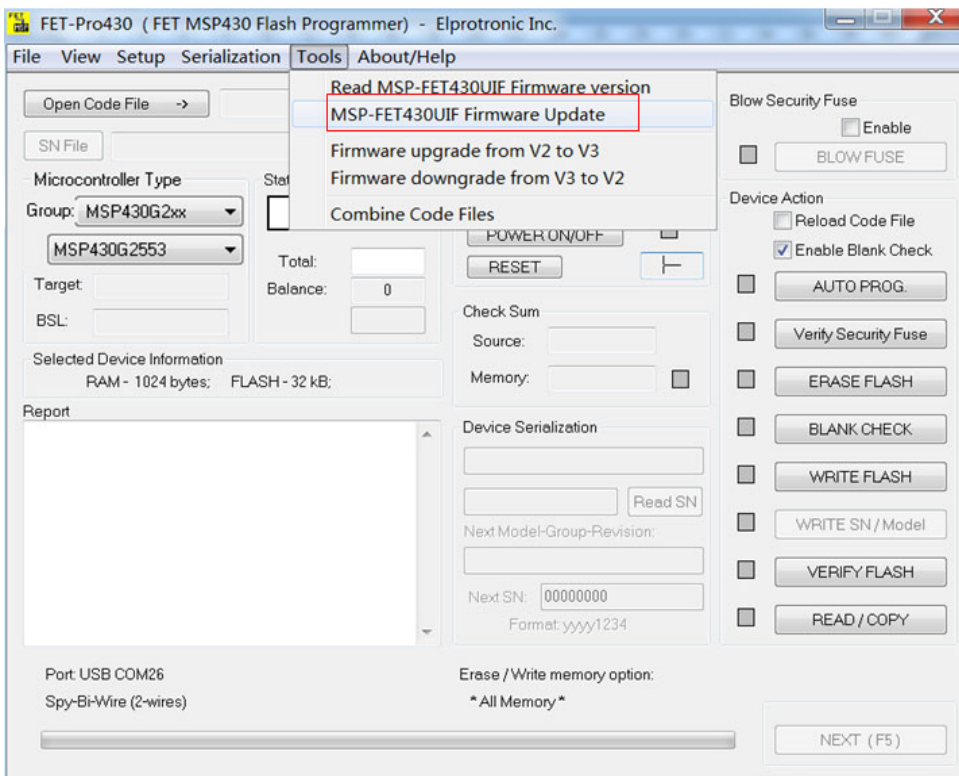 FET-Pro430 ( FET MSP430 Flash Programmer) - Elprotronic Inc.
File View Setup Serialization Tools About/Help
Read MSP-FET430UIF Firmware version
MSP-FET430UIF Firmware Update
Firmware upgrade from V2 to V3
Firmware downgrade from V3 to V2
Combine Code Files
Open Code File ->
SN File
Microcontroller Type
Group: MSP430G2xx
MSP430G2553
Target:
BSL:
Total:
Balance: 0
Selected Device Information
RAM - 1024 bytes; FLASH - 32 kB;
Report
POWER ON/OFF
RESET
Check Sum
Source:
Memory:
Device Serialization
Read SN
Next Model-Group-Revision:
Next SN: 00000000
Format: yyyy1234
Blow Security Fuse
Enable
BLOW FUSE
Device Action
Reload Code File
Enable Blank Check
AUTO PROG.
Verify Security Fuse
ERASE FLASH
BLANK CHECK
WRITE FLASH
WRITE SN / Model
VERIFY FLASH
READ / COPY
Port: USB COM26
Spy-Bi-Wire (2-wires)
Erase / Write memory option:
* All Memory *
NEXT (F5)